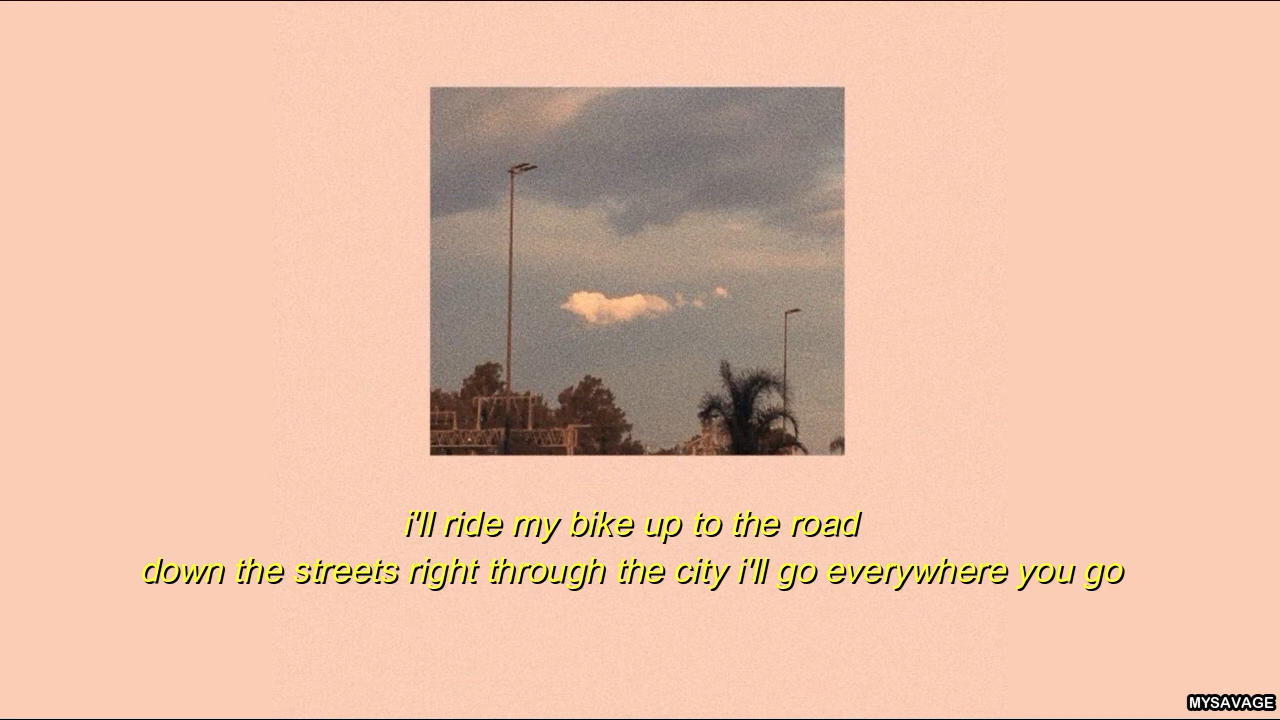 i'll ride my bike up to the road
down the streets right through the city i'll go everywhere you go
MYSAVAGE